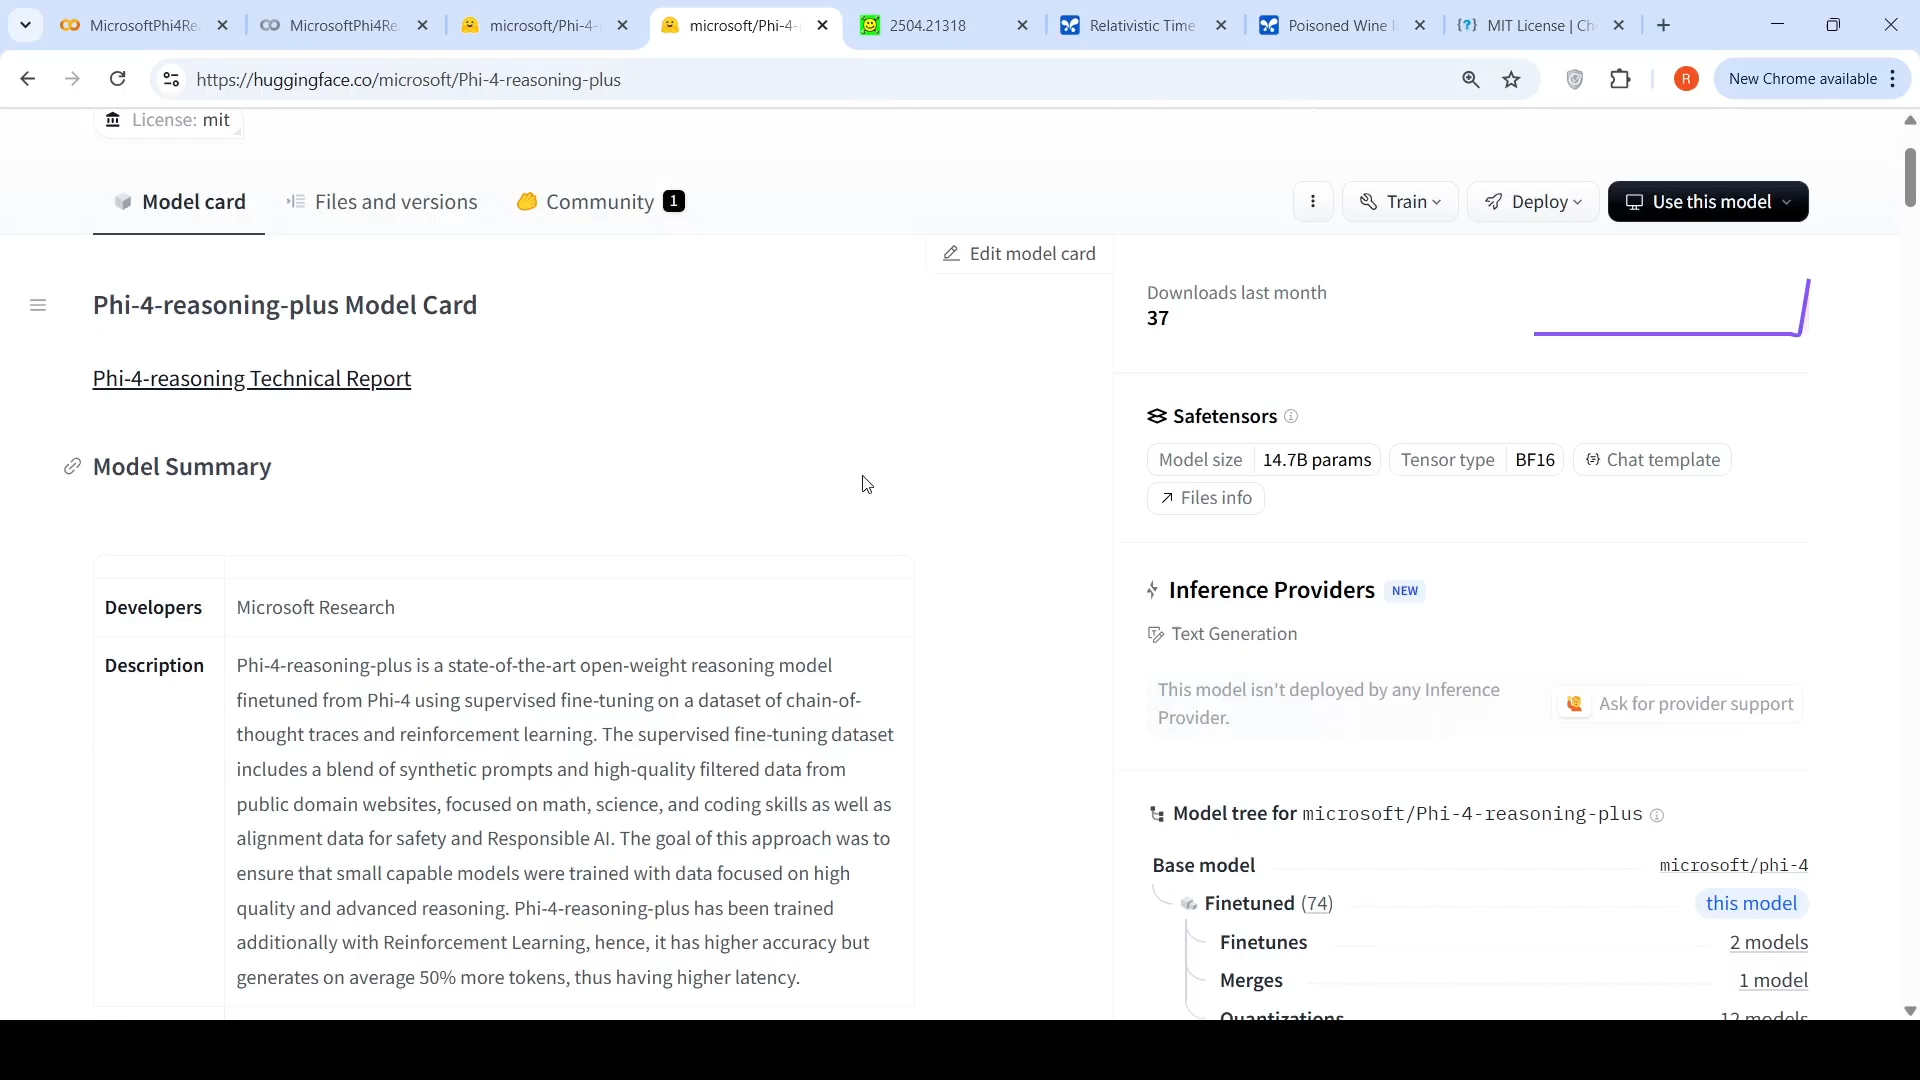 MicrosoftPhi4Re
MicrosoftPhi4Re
microsoft/Phi-4-
microsoft/Phi-4-
2504.21318
Relativistic Time
Poisoned Wine
MIT License | Ch
https://huggingface.co/microsoft/Phi-4-reasoning-plus
R
New Chrome available
License: mit
Model card
Files and versions
Community 1
Train
Deploy
Use this model
Edit model card
Phi-4-reasoning-plus Model Card
Phi-4-reasoning Technical Report
Model Summary
Developers
Microsoft Research
Description
Phi-4-reasoning-plus is a state-of-the-art open-weight reasoning model
finetuned from Phi-4 using supervised fine-tuning on a dataset of chain-of-
thought traces and reinforcement learning. The supervised fine-tuning dataset
includes a blend of synthetic prompts and high-quality filtered data from
public domain websites, focused on math, science, and coding skills as well as
alignment data for safety and Responsible AI. The goal of this approach was to
ensure that small capable models were trained with data focused on high
quality and advanced reasoning. Phi-4-reasoning-plus has been trained
additionally with Reinforcement Learning, hence, it has higher accuracy but
generates on average 50% more tokens, thus having higher latency.
Downloads last month
37
Safetensors
Model size 14.7B params
Tensor type BF16
Chat template
Files info
Inference Providers NEW
Text Generation
This model isn't deployed by any Inference
Provider.
Ask for provider support
Model tree for microsoft/Phi-4-reasoning-plus
Base model microsoft/phi-4
Finetuned (74) this model
Finetunes 2 models
Merges 1 model
Quantizations 12 models